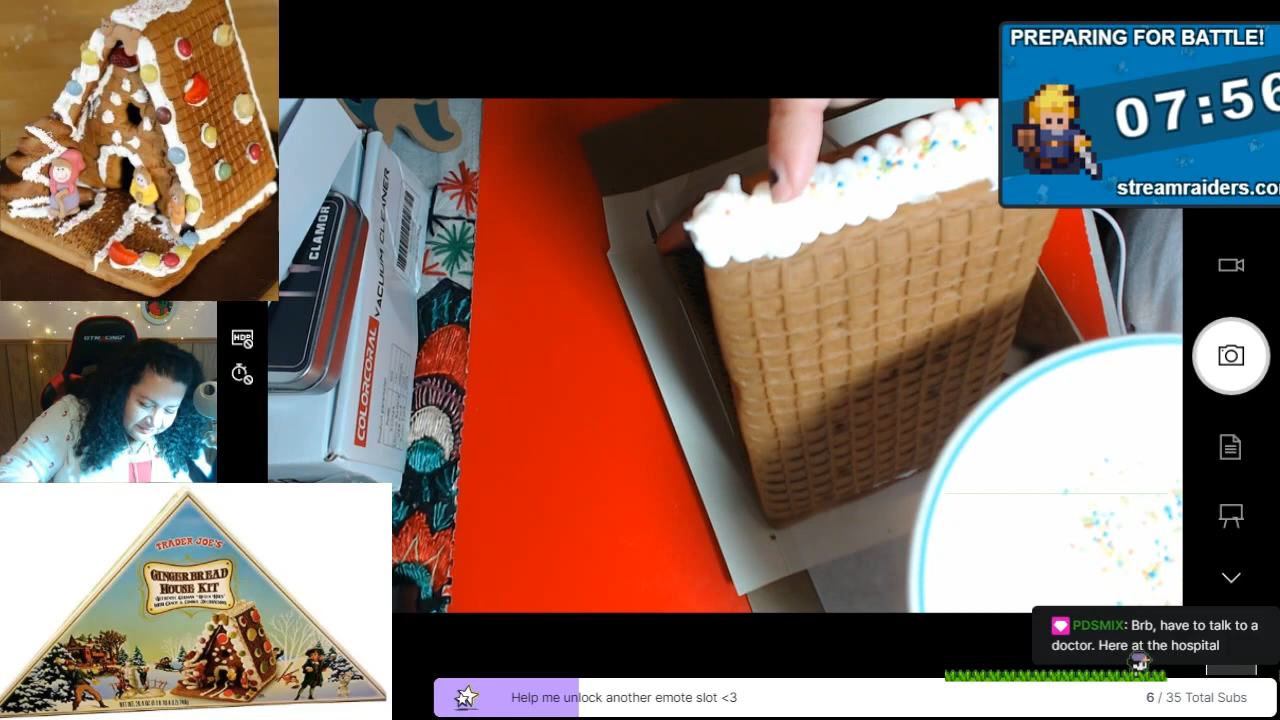 PREPARING FOR BATTLE!
07:56
streamraiders.co
CLAMOR
COLORCORAL VACUUM CLEANER
GTRACING
HDR
TRADER JOE'S
GINGERBREAD
HOUSE KIT
PDSMIX: Brb, have to talk to a
doctor. Here at the hospital
Help me unlock another emote slot <3
6 / 35 Total Subs